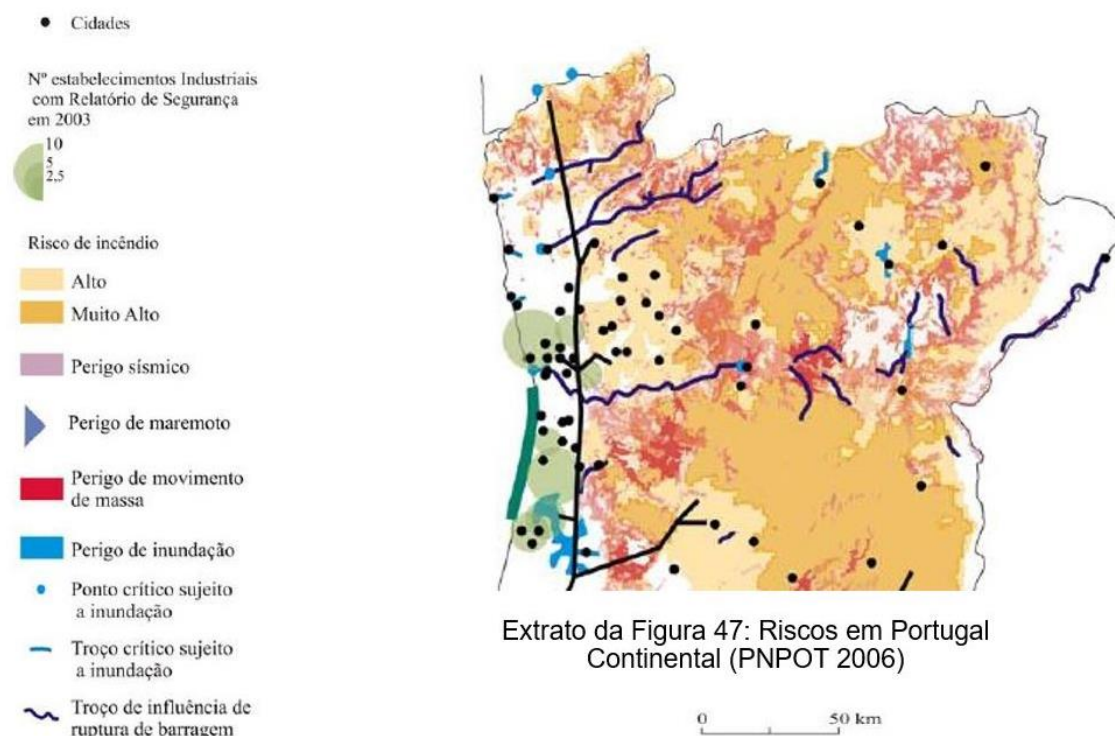 Cidades
Nº estabelecimentos Industriais
com Relatório de Segurança
em 2003
10
5
2,5
Risco de incêndio
Alto
Muito Alto
Perigo sísmico
Perigo de maremoto
Perigo de movimento
de massa
Perigo de inundação
Ponto crítico sujeito
a inundação
Troço crítico sujeito
a inundação
Troço de influência de
ruptura de barragem
Extrato da Figura 47: Riscos em Portugal
Continental (PNPOT 2006)
0 50 km